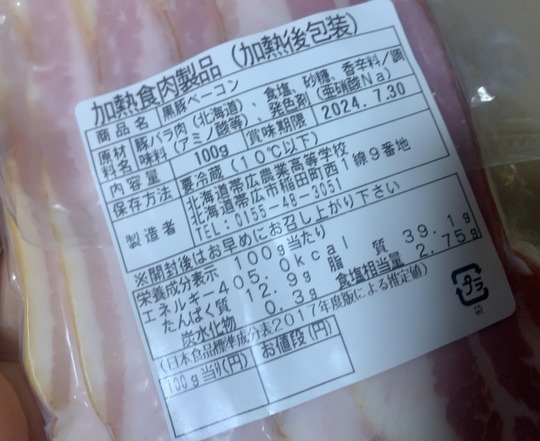 加熱食肉製品（加熱後包装）
商品名 黒豚ベーコン
原材料名 豚バラ肉（北海道）、食塩、砂糖、香辛料／調
味料（アミノ酸等）、発色剤（亜硝酸Na）
内容量 100g 賞味期限 2024.7.30
保存方法 要冷蔵（10℃以下）
製造者 北海道帯広農業高等学校
北海道帯広市稲田町西1線9番地
TEL:0155-48-3051
※開封後はお早めにお召し上がり下さい
栄養成分表示 100g当たり
エネルギー405.0kcal 脂質 39.1g
たんぱく質 12.9g 食塩相当量 2.75g
炭水化物 0.3g
(日本食品標準成分表2017年度版による推定値)
100g当り(円) お値段(円)
プラ
袋